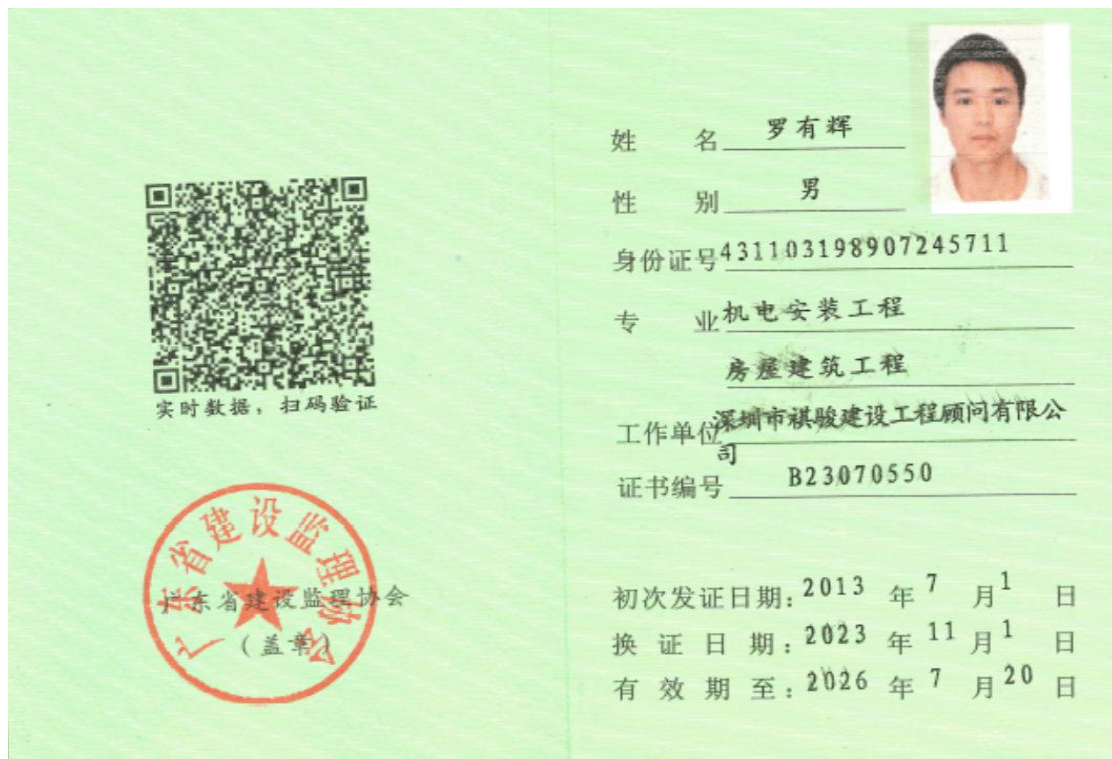 实时数据，扫码验证
广东省建设监理协会
广东省建设监理协会
（盖章）
姓 名 罗有辉
性 别 男
身份证号 431103198907245711
专 业 机电安装工程
房屋建筑工程
工作单位 深圳市祺骏建设工程顾问有限公
司
证书编号 B23070550
初次发证日期：2013 年 7 月 1 日
换证日期：2023 年 11 月 1 日
有效期至：2026 年 7 月 20 日